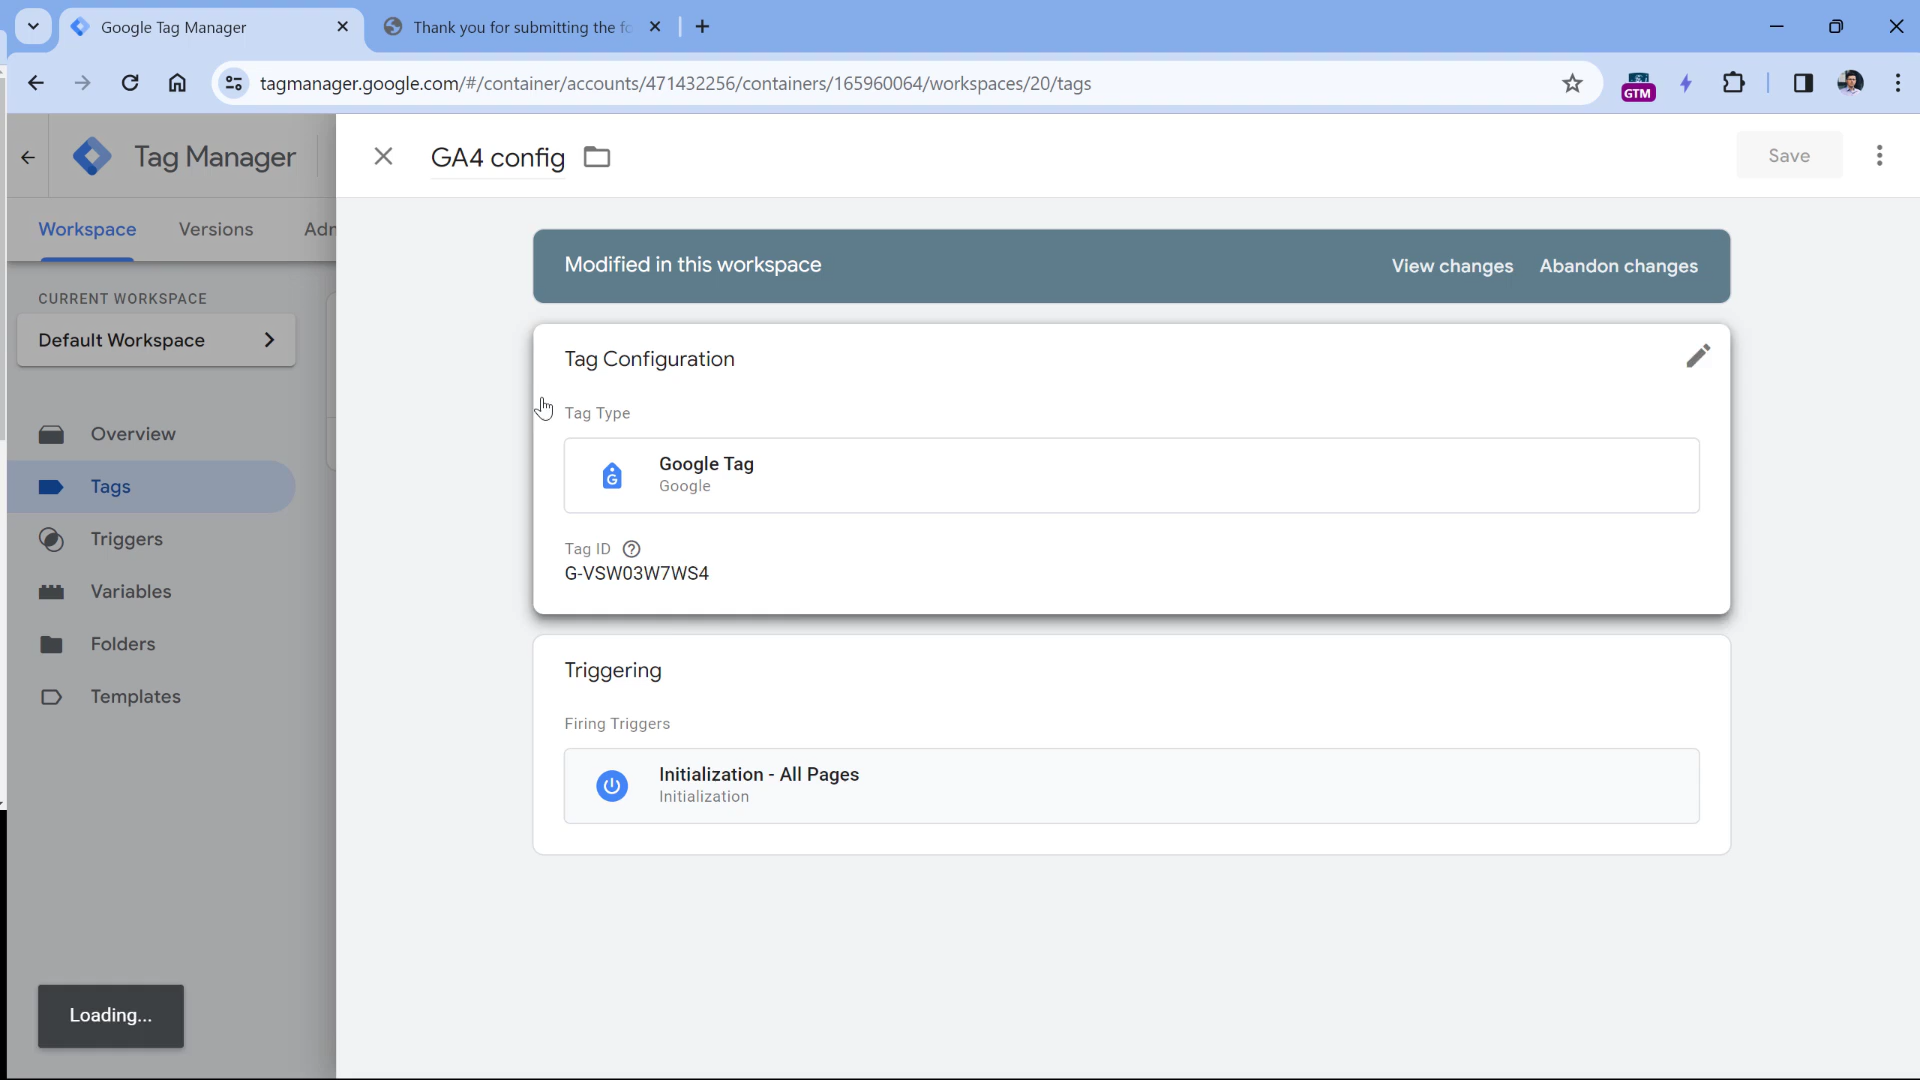 Google Tag Manager
Thank you for submitting the fo
tagmanager.google.com/#/container/accounts/471432256/containers/165960064/workspaces/20/tags
GTM
Tag Manager
GA4 config
Save
Workspace
Versions
Adm
Modified in this workspace
View changes
Abandon changes
CURRENT WORKSPACE
Default Workspace
Tag Configuration
Tag Type
Google Tag
Google
Tag ID
G-VSW03W7WS4
Overview
Tags
Triggers
Variables
Folders
Templates
Triggering
Firing Triggers
Initialization - All Pages
Initialization
Loading...